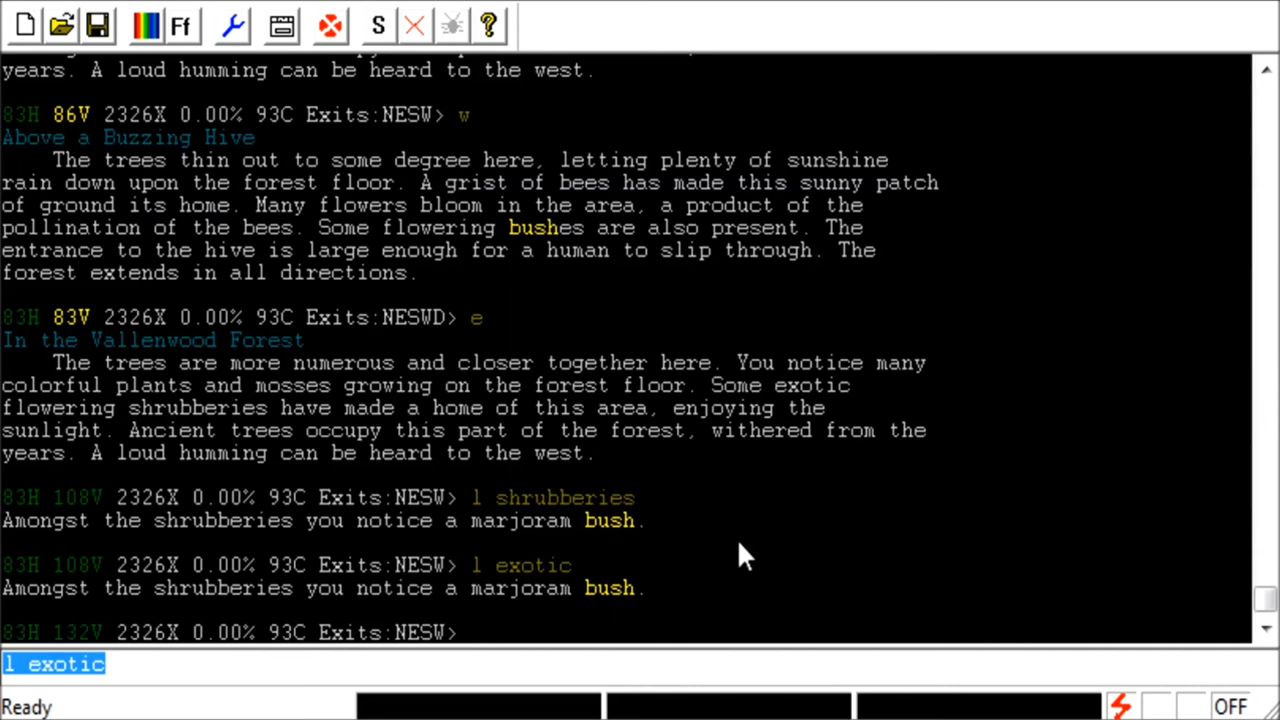 Ff S ?
years. A loud humming can be heard to the west.
83H 86V 2326X 0.00% 93C Exits:NESW> w
Above a Buzzing Hive
The trees thin out to some degree here, letting plenty of sunshine
rain down upon the forest floor. A grist of bees has made this sunny patch
of ground its home. Many flowers bloom in the area, a product of the
pollination of the bees. Some flowering bushes are also present. The
entrance to the hive is large enough for a human to slip through. The
forest extends in all directions.
83H 83V 2326X 0.00% 93C Exits:NESWD> e
In the Vallenwood Forest
The trees are more numerous and closer together here. You notice many
colorful plants and mosses growing on the forest floor. Some exotic
flowering shrubberies have made a home of this area, enjoying the
sunlight. Ancient trees occupy this part of the forest, withered from the
years. A loud humming can be heard to the west.
83H 108V 2326X 0.00% 93C Exits:NESW> l shrubberies
Amongst the shrubberies you notice a marjoram bush.
83H 108V 2326X 0.00% 93C Exits:NESW> l exotic
Amongst the shrubberies you notice a marjoram bush.
83H 132V 2326X 0.00% 93C Exits:NESW>
l exotic
Ready OFF